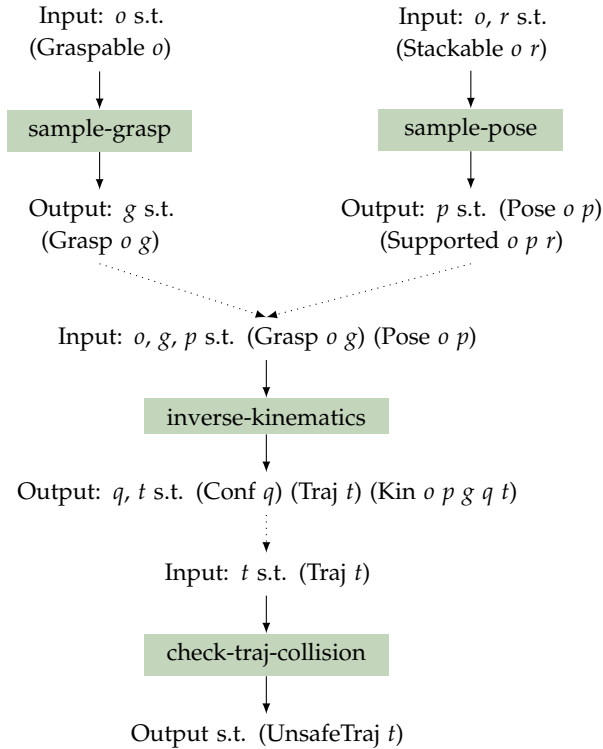 Input: o s.t.
(Graspable o)
sample-grasp
Output: g s.t.
(Grasp o g)
Input: o, r s.t.
(Stackable o r)
sample-pose
Output: p s.t. (Pose o p)
(Supported o p r)
Input: o, g, p s.t. (Grasp o g) (Pose o p)
inverse-kinematics
Output: q, t s.t. (Conf q) (Traj t) (Kin o p g q t)
Input: t s.t. (Traj t)
check-traj-collision
Output s.t. (UnsafeTraj t)